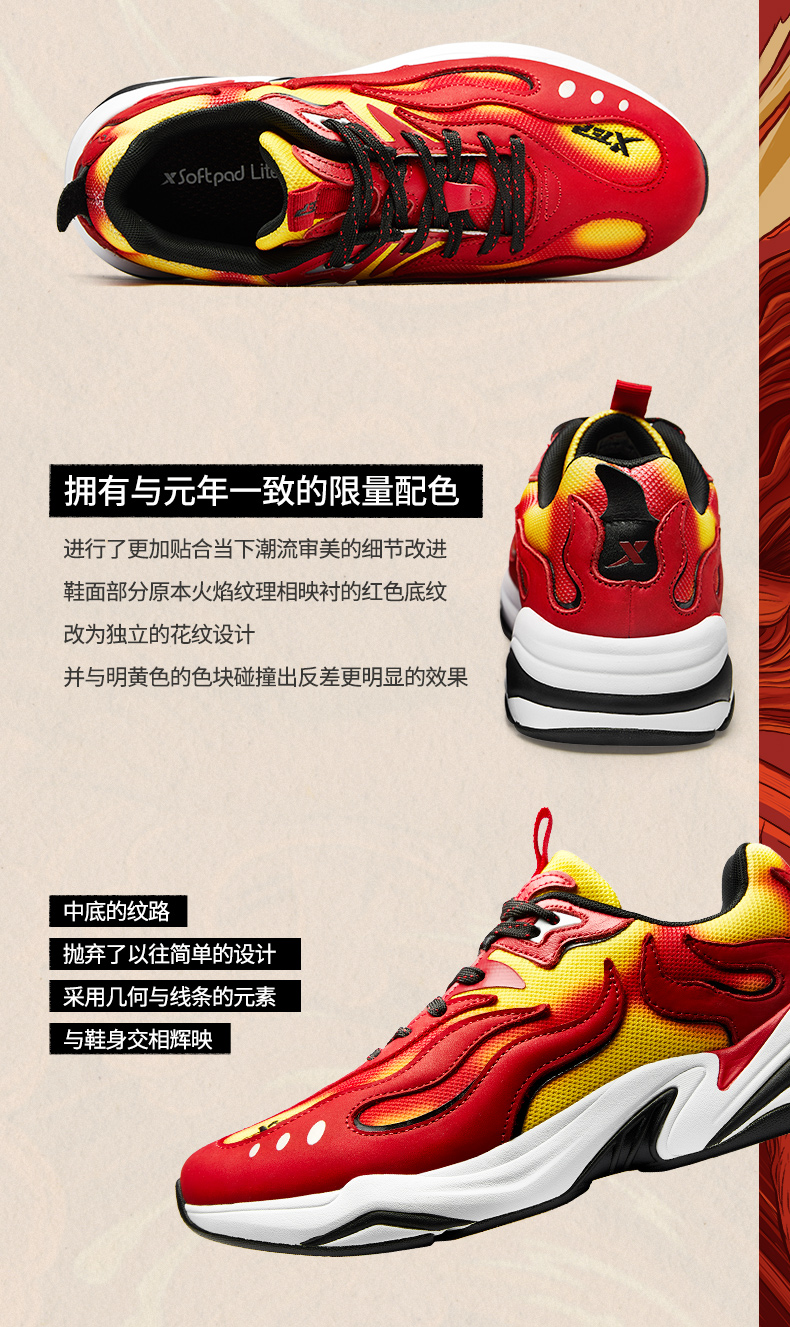 XSoftpad Lite
XTEP
拥有与元年一致的限量配色
进行了更加贴合当下潮流审美的细节改进
鞋面部分原本火焰纹理相映衬的红色底纹
改为独立的花纹设计
并与明黄色的色块碰撞出反差更明显的效果
X
中底的纹路
抛弃了以往简单的设计
采用几何与线条的元素
与鞋身交相辉映